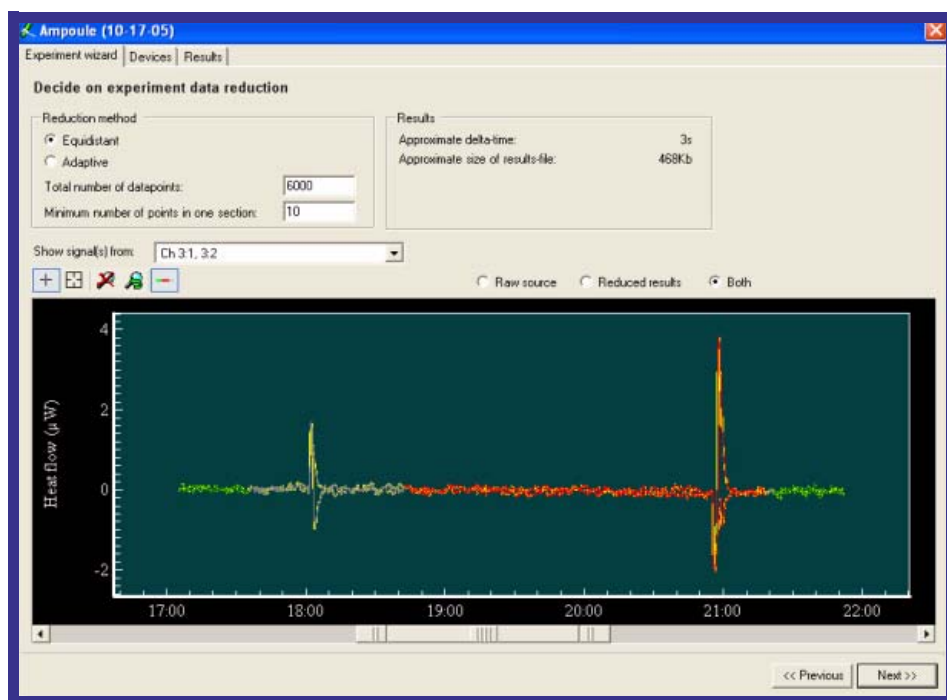 Ampoule (10-17-05)
Experiment wizard Devices Results
Decide on experiment data reduction
Reduction method
Equidistant
Adaptive
Total number of datapoints: 6000
Minimum number of points in one section: 10
Results
Approximate delta-time: 3s
Approximate size of results-file: 468Kb
Show signal(s) from: Ch 3:1, 3:2
Raw source Reduced results Both
Heat flow (µW)
4
2
0
-2
17:00 18:00 19:00 20:00 21:00 22:00
<< Previous Next >>